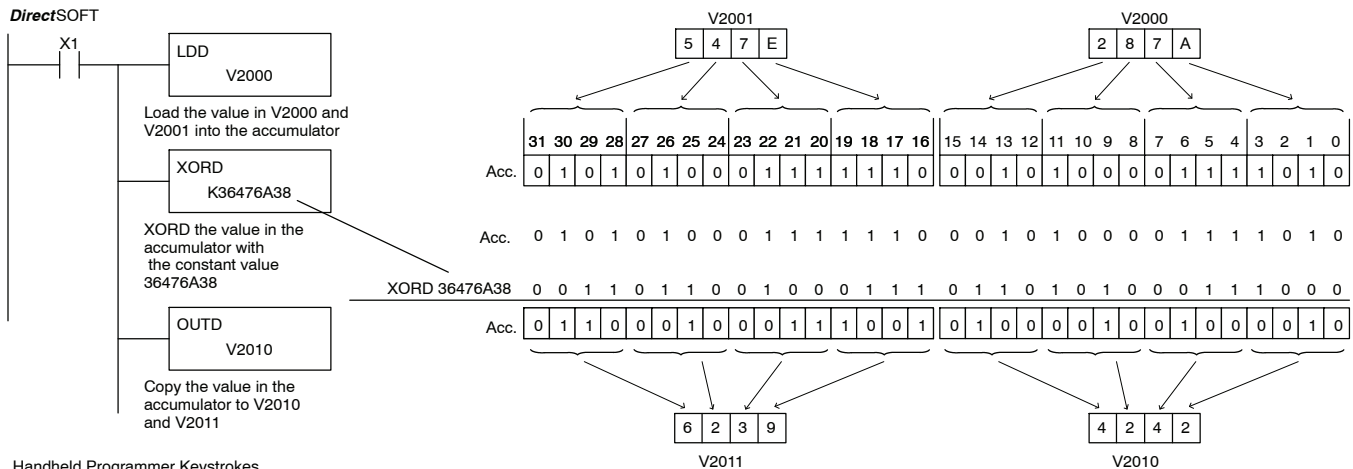 DirectSOFT
X1
LDD
V2000
Load the value in V2000 and
V2001 into the accumulator
XORD
K36476A38
XORD the value in the
accumulator with
the constant value
36476A38
OUTD
V2010
Copy the value in the
accumulator to V2010
and V2011
Handheld Programmer Keystrokes
V2001 V2000
5 4 7 E 2 8 7 A
31 30 29 28 27 26 25 24 23 22 21 20 19 18 17 16 15 14 13 12 11 10 9 8 7 6 5 4 3 2 1 0
Acc. 0 1 0 1 0 1 0 0 0 1 1 1 1 1 1 0 0 0 1 0 1 0 0 0 0 1 1 1 1 0 1 0
Acc. 0 1 0 1 0 1 0 0 0 1 1 1 1 1 1 0 0 0 1 0 1 0 0 0 0 1 1 1 1 0 1 0
XORD 36476A38 0 0 1 1 0 1 1 0 0 1 0 0 0 1 1 1 0 1 1 0 1 0 1 0 0 0 1 1 1 0 0 0
Acc. 0 1 1 0 0 0 1 0 0 0 1 1 1 0 0 1 0 1 0 0 0 0 1 0 0 1 0 0 0 0 1 0
6 2 3 9 4 2 4 2
V2011 V2010